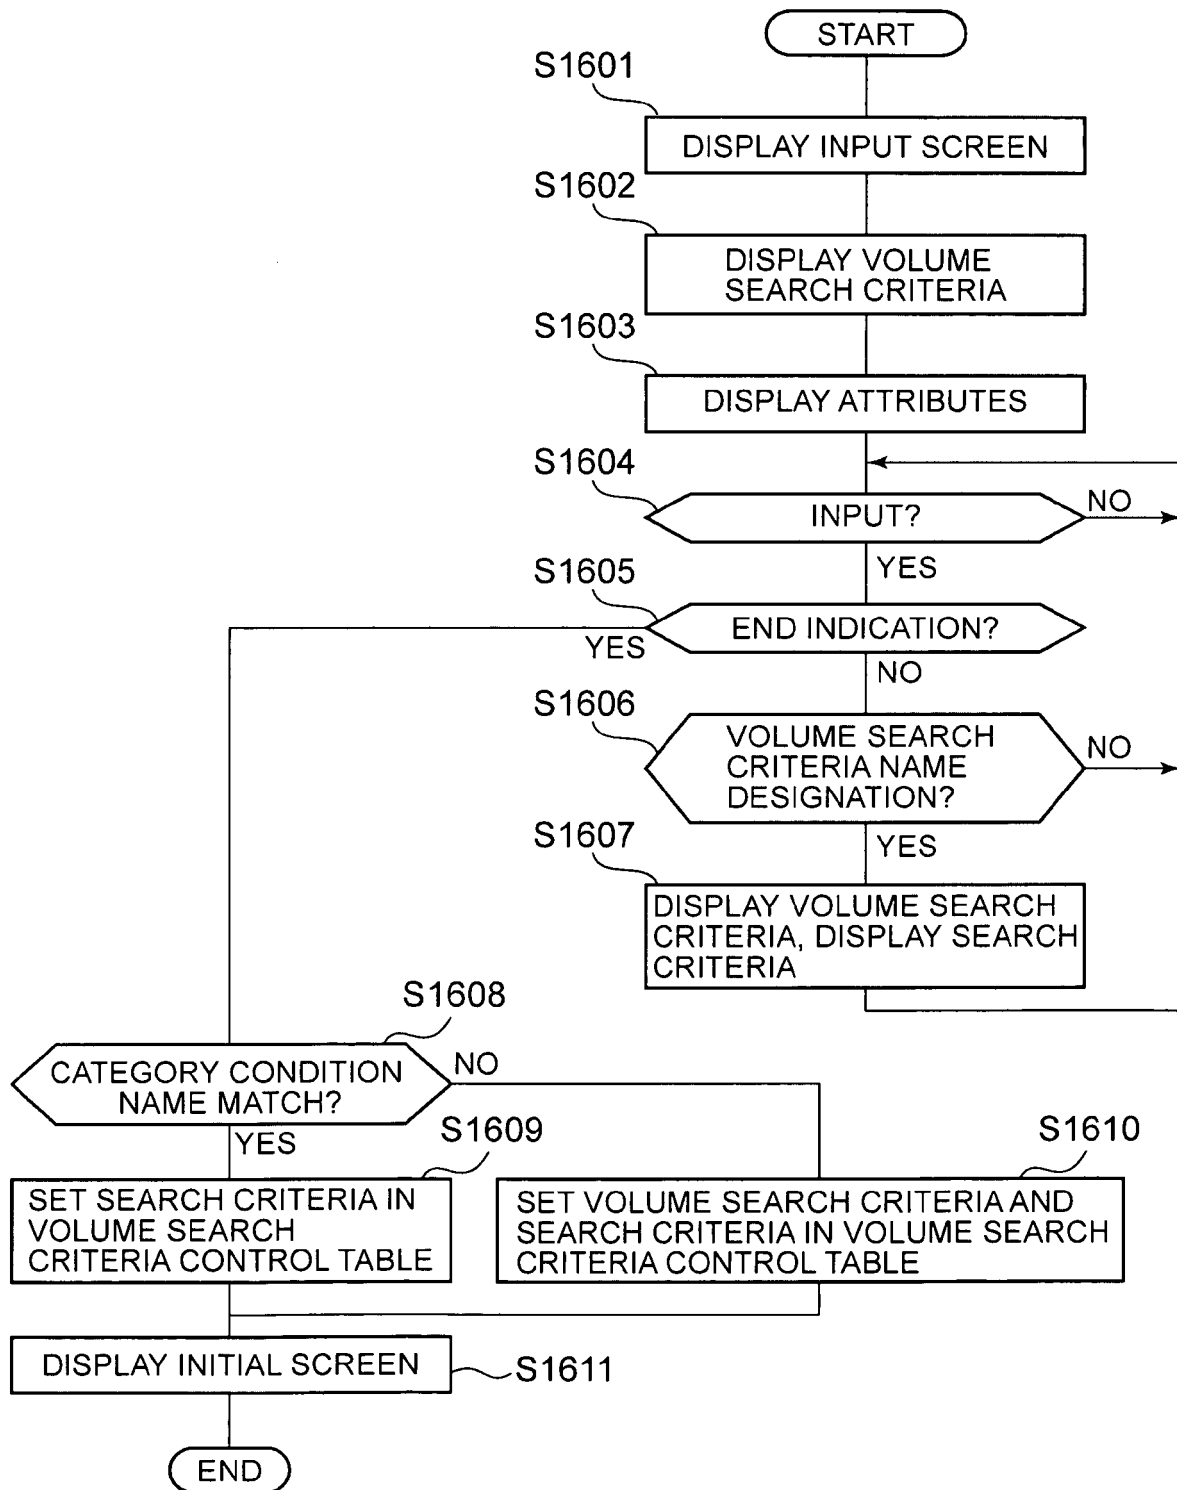 START
S1601
DISPLAY INPUT SCREEN
S1602
DISPLAY VOLUME
SEARCH CRITERIA
S1603
DISPLAY ATTRIBUTES
S1604
INPUT?
NO
YES
S1605
END INDICATION?
YES
NO
S1606
VOLUME SEARCH
CRITERIA NAME
DESIGNATION?
NO
YES
S1607
DISPLAY VOLUME SEARCH
CRITERIA, DISPLAY SEARCH
CRITERIA
S1608
CATEGORY CONDITION
NAME MATCH?
NO
YES
S1609
SET SEARCH CRITERIA IN
VOLUME SEARCH
CRITERIA CONTROL TABLE
S1610
SET VOLUME SEARCH CRITERIA AND
SEARCH CRITERIA IN VOLUME SEARCH
CRITERIA CONTROL TABLE
DISPLAY INITIAL SCREEN
S1611
END